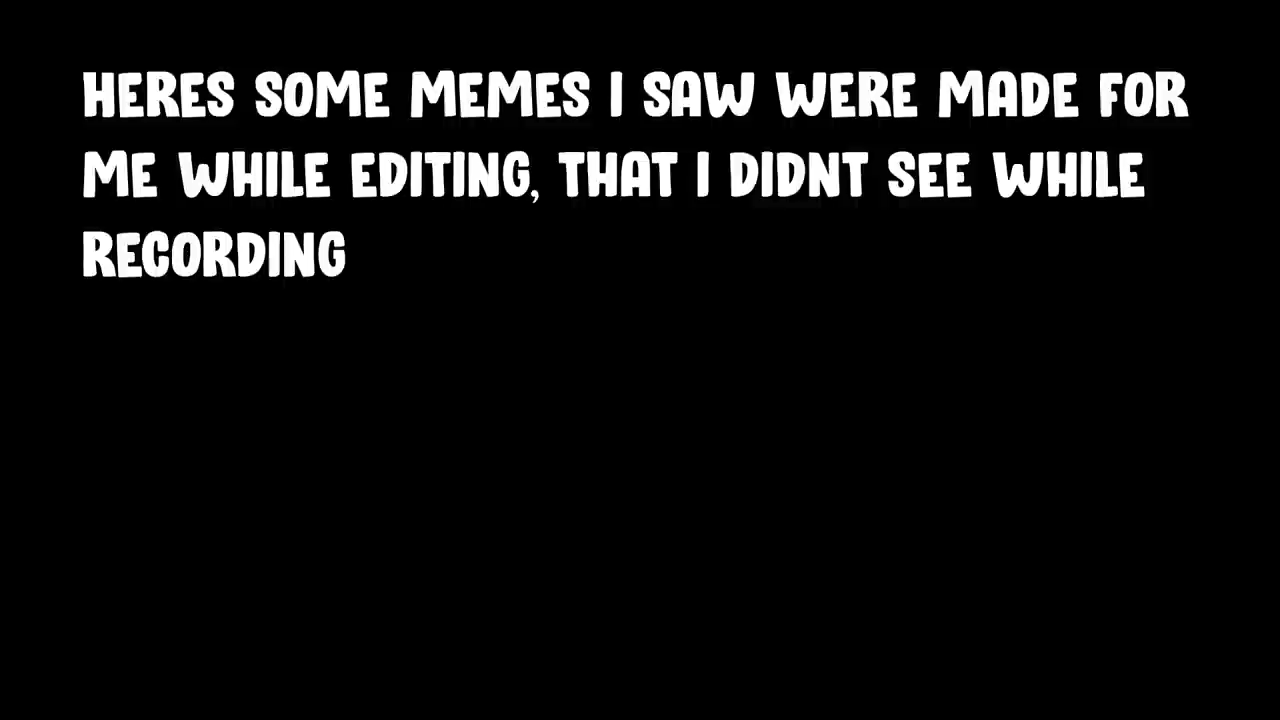 HERES SOME MEMES I SAW WERE MADE FOR
ME WHILE EDITING, THAT I DIDNT SEE WHILE
RECORDING